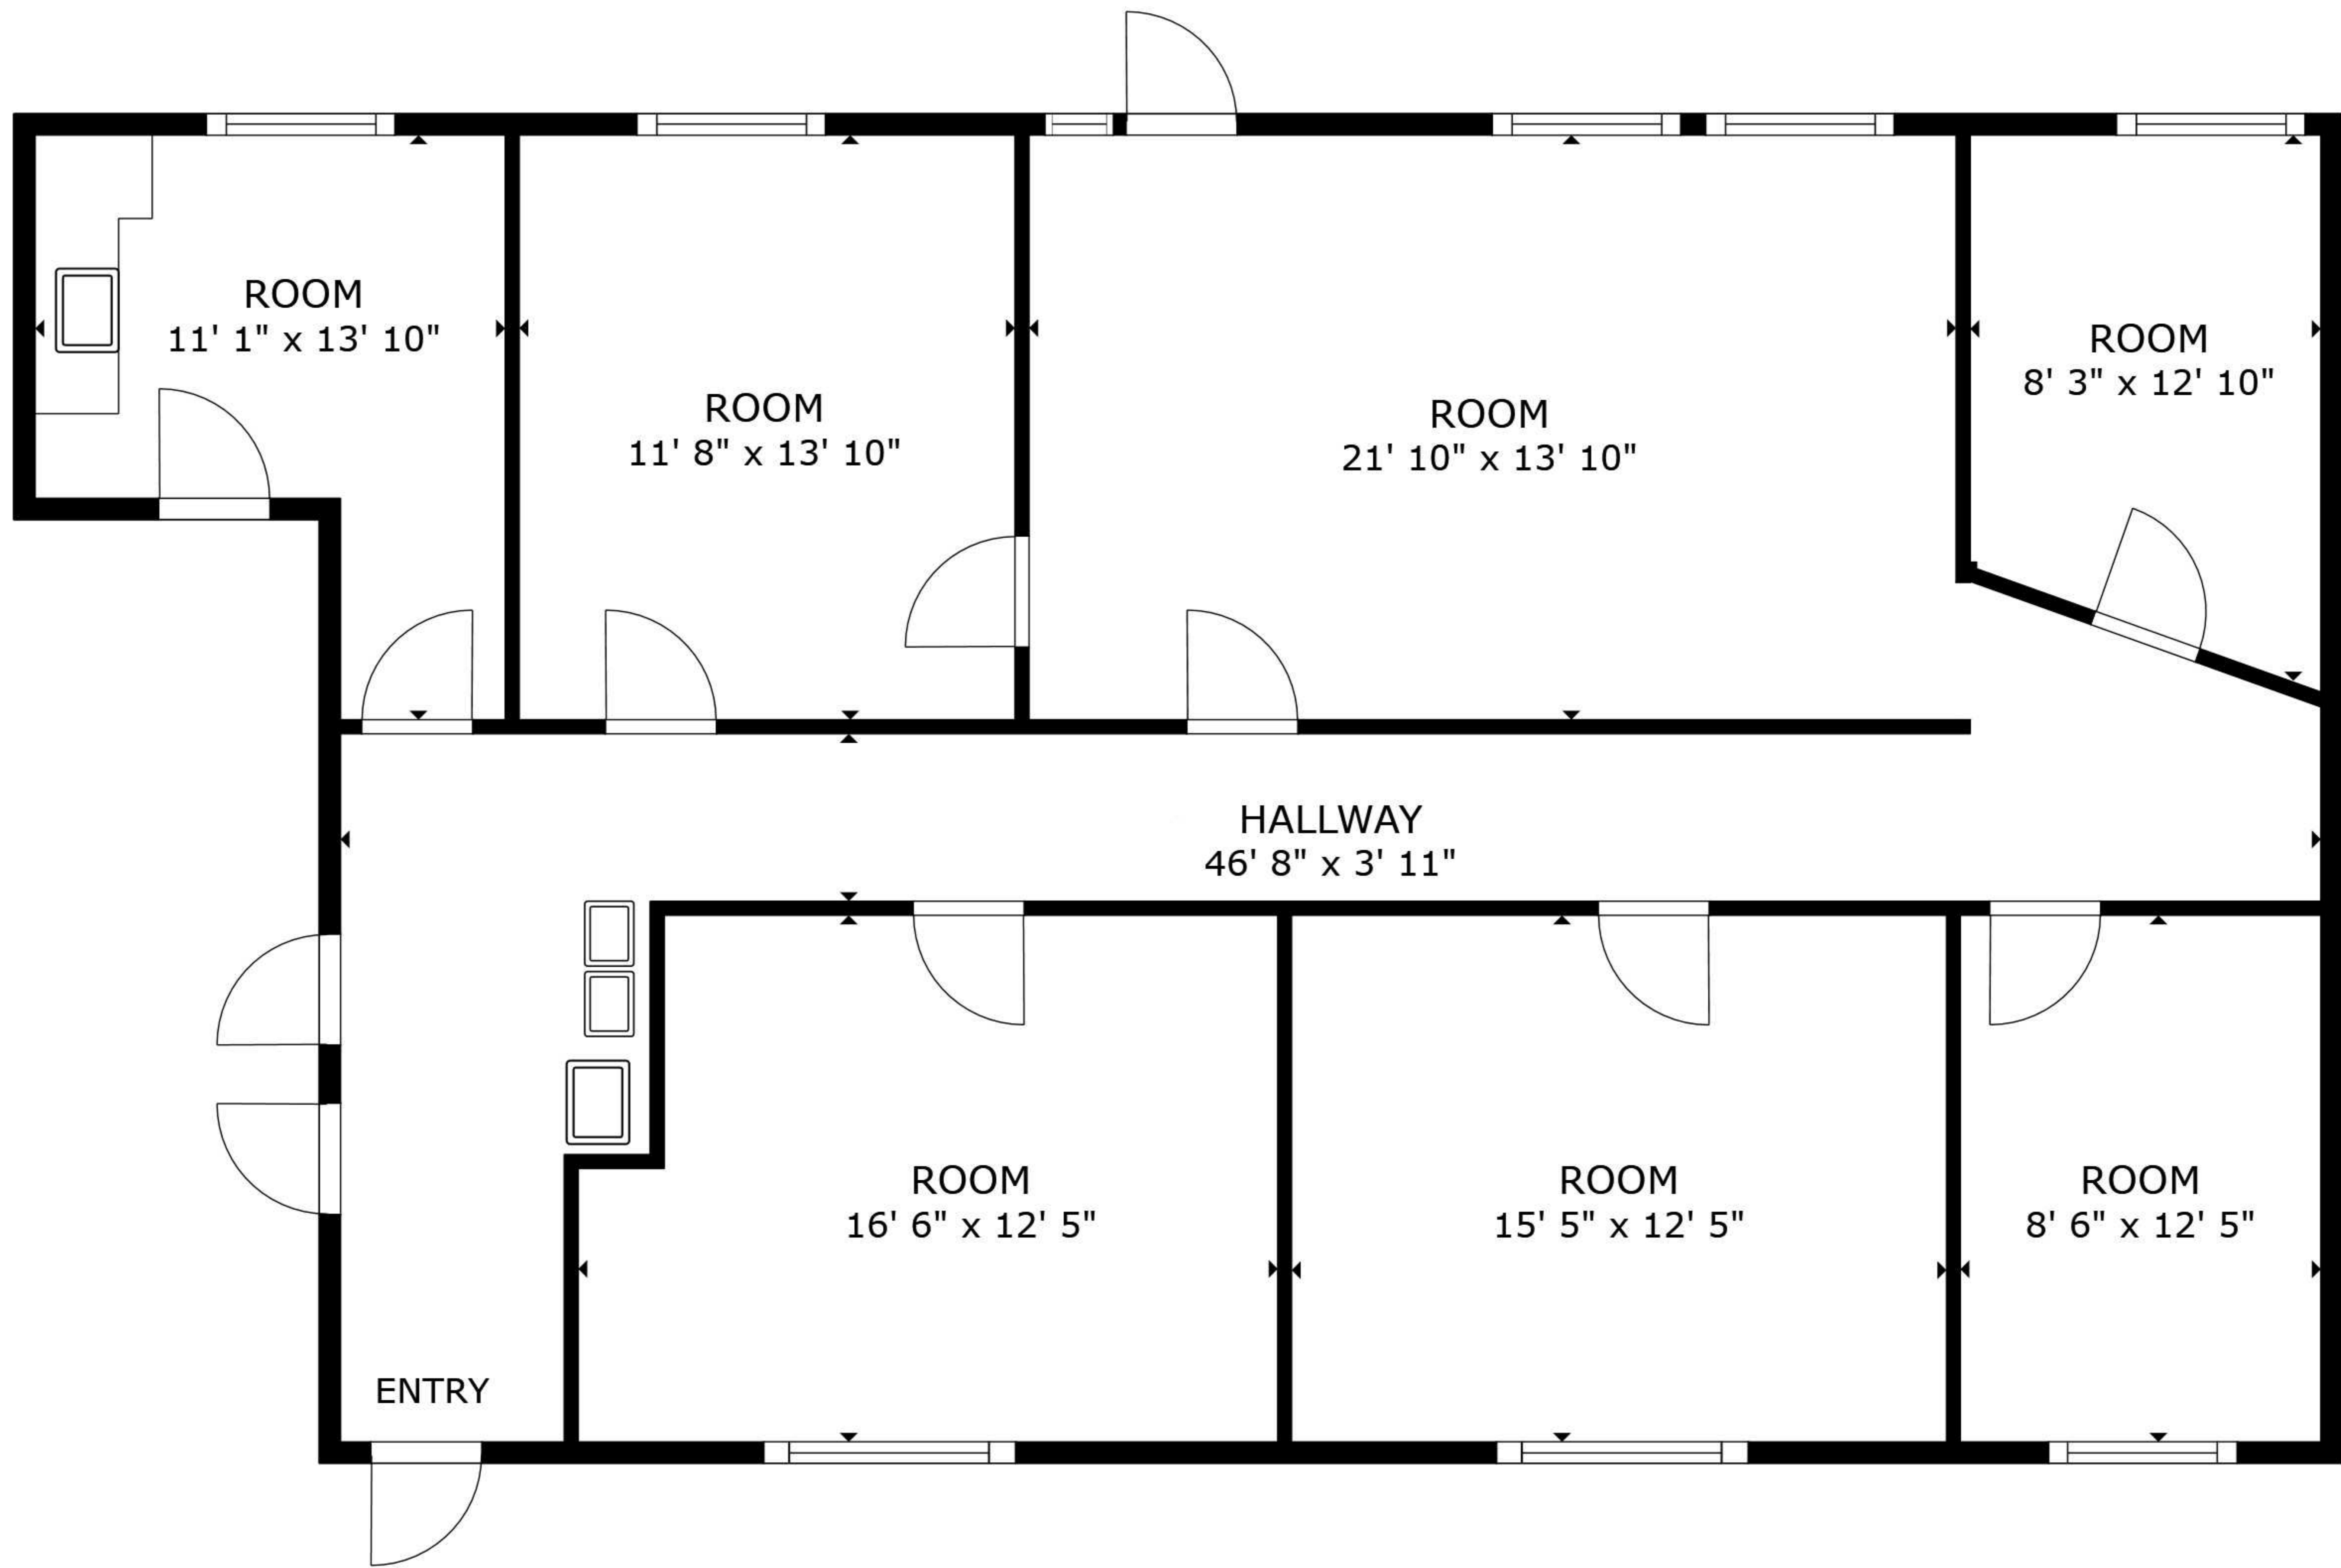 ROOM
11' 1" x 13' 10"
ROOM
11' 8" x 13' 10"
ROOM
21' 10" x 13' 10"
ROOM
8' 3" x 12' 10"
HALLWAY
46' 8" x 3' 11"
ROOM
16' 6" x 12' 5"
ROOM
15' 5" x 12' 5"
ROOM
8' 6" x 12' 5"
ENTRY